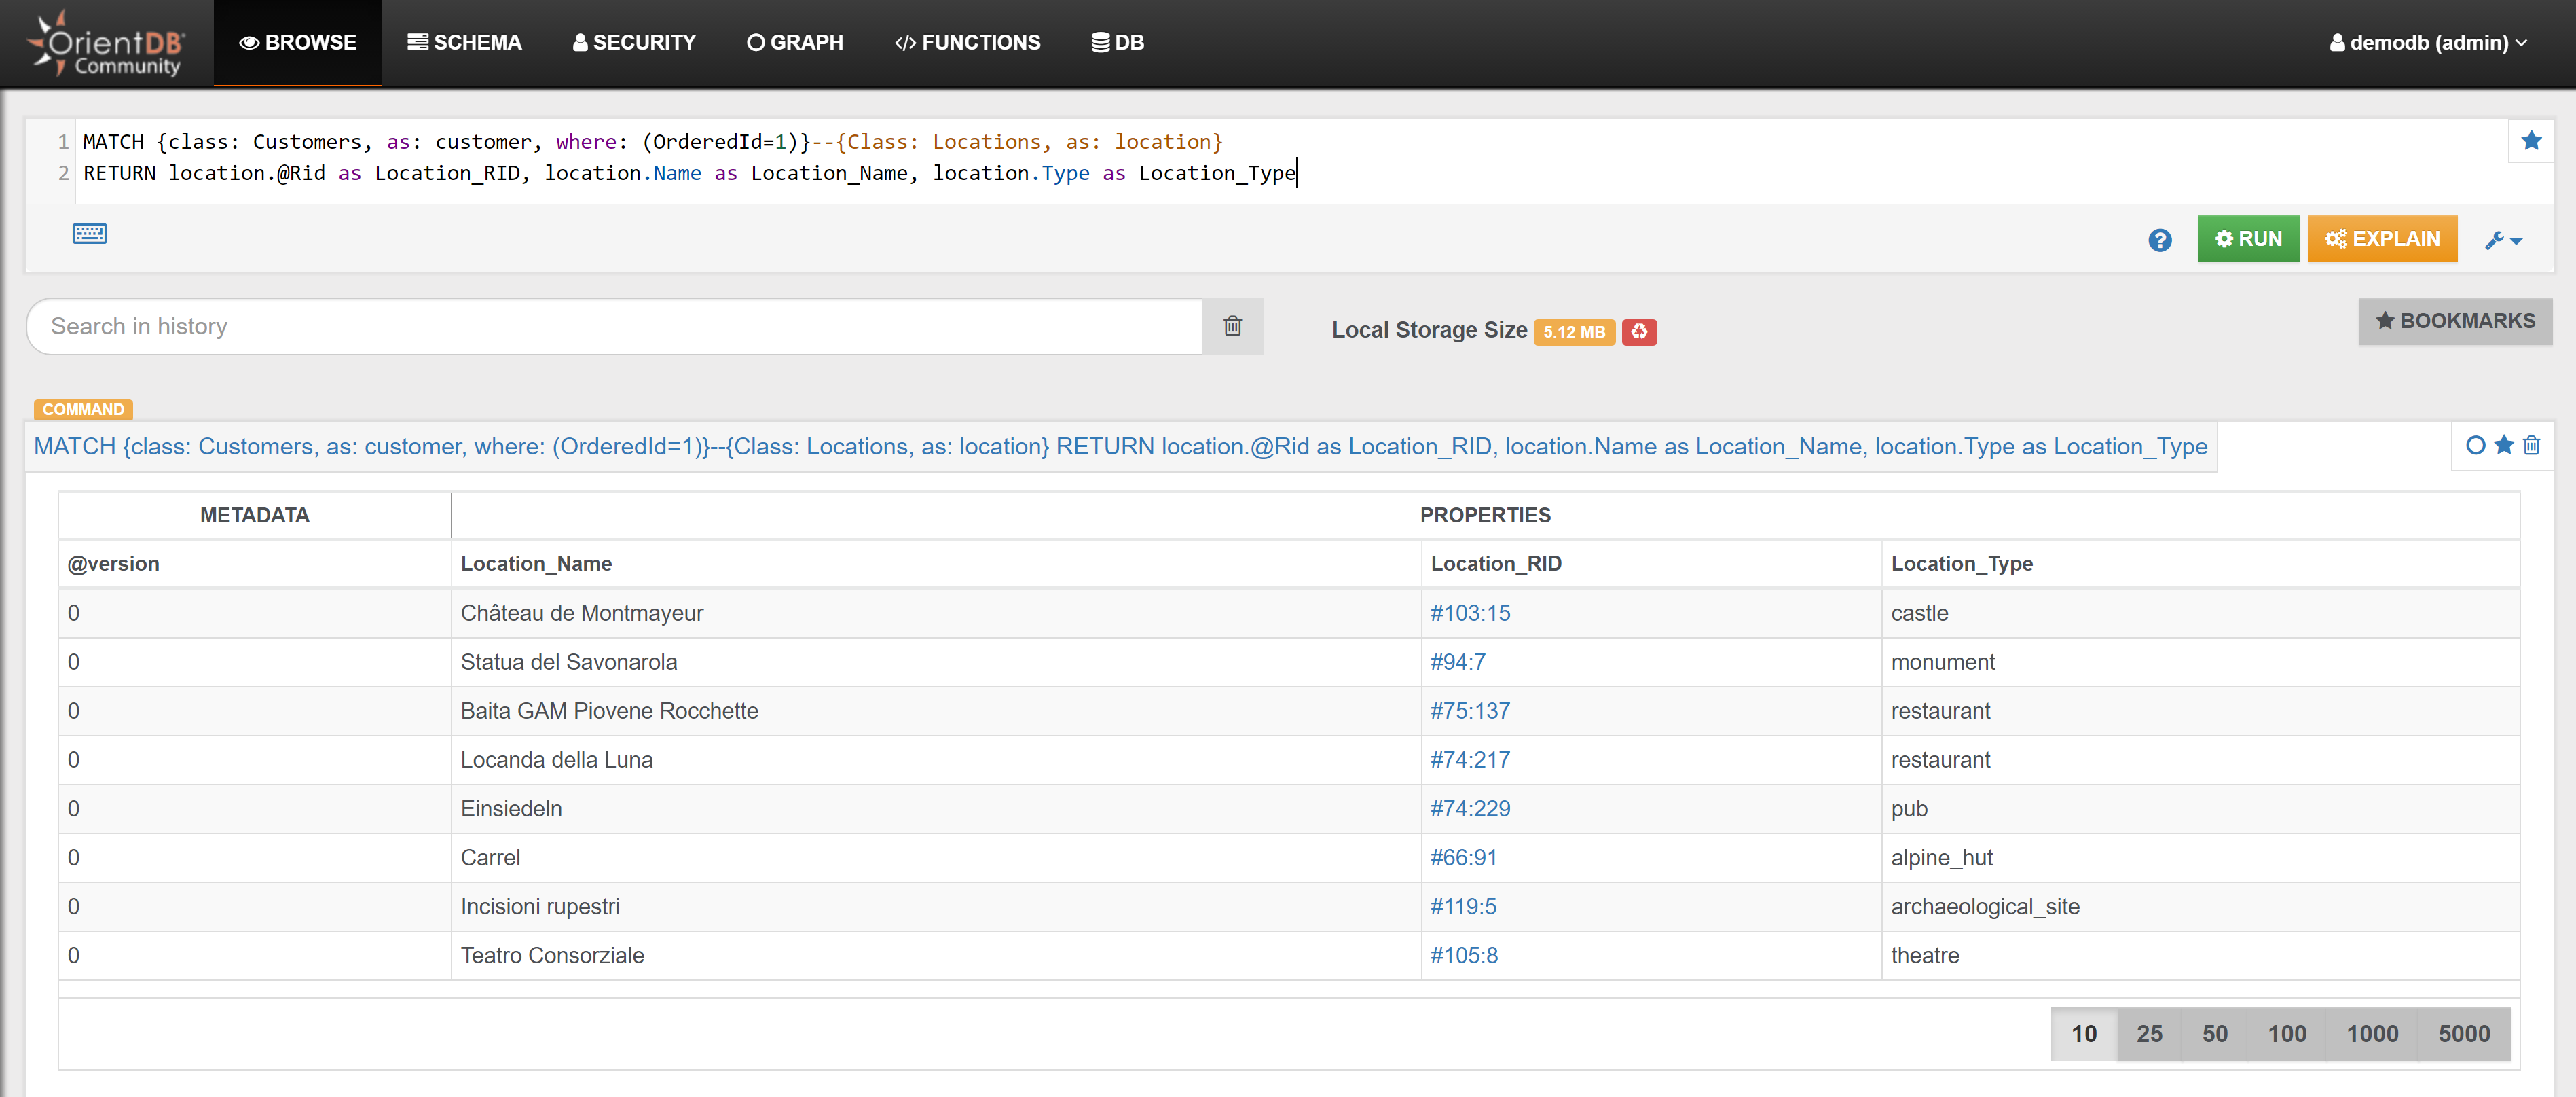 OrientDB
Community
BROWSE
SCHEMA
SECURITY
GRAPH
</> FUNCTIONS
DB
demodb (admin)
1 MATCH {class: Customers, as: customer, where: (OrderedId=1)}--{Class: Locations, as: location}
2 RETURN location.@Rid as Location_RID, location.Name as Location_Name, location.Type as Location_Type
? RUN EXPLAIN
Search in history
Local Storage Size 5.12 MB
BOOKMARKS
COMMAND
MATCH {class: Customers, as: customer, where: (OrderedId=1)}--{Class: Locations, as: location} RETURN location.@Rid as Location_RID, location.Name as Location_Name, location.Type as Location_Type
METADATA PROPERTIES
@version Location_Name Location_RID Location_Type
0 Château de Montmayeur #103:15 castle
0 Statua del Savonarola #94:7 monument
0 Baita GAM Piovene Rocchette #75:137 restaurant
0 Locanda della Luna #74:217 restaurant
0 Einsiedeln #74:229 pub
0 Carrel #66:91 alpine_hut
0 Incisioni rupestri #119:5 archaeological_site
0 Teatro Consorziale #105:8 theatre
10 25 50 100 1000 5000